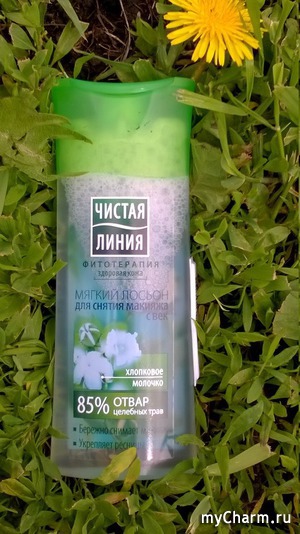 ЧИСТАЯ
ЛИНИЯ
ФИТОТЕРАПИЯ
здоровая кожа
МЯГКИЙ ЛОСЬОН
ДЛЯ СНЯТИЯ МАКИЯЖА
С ВЕК
ХЛОПКОВОЕ
МОЛОЧКО
85% ОТВАР
целебных трав
Бережно снимает
Укрепляет
myCharm.ru